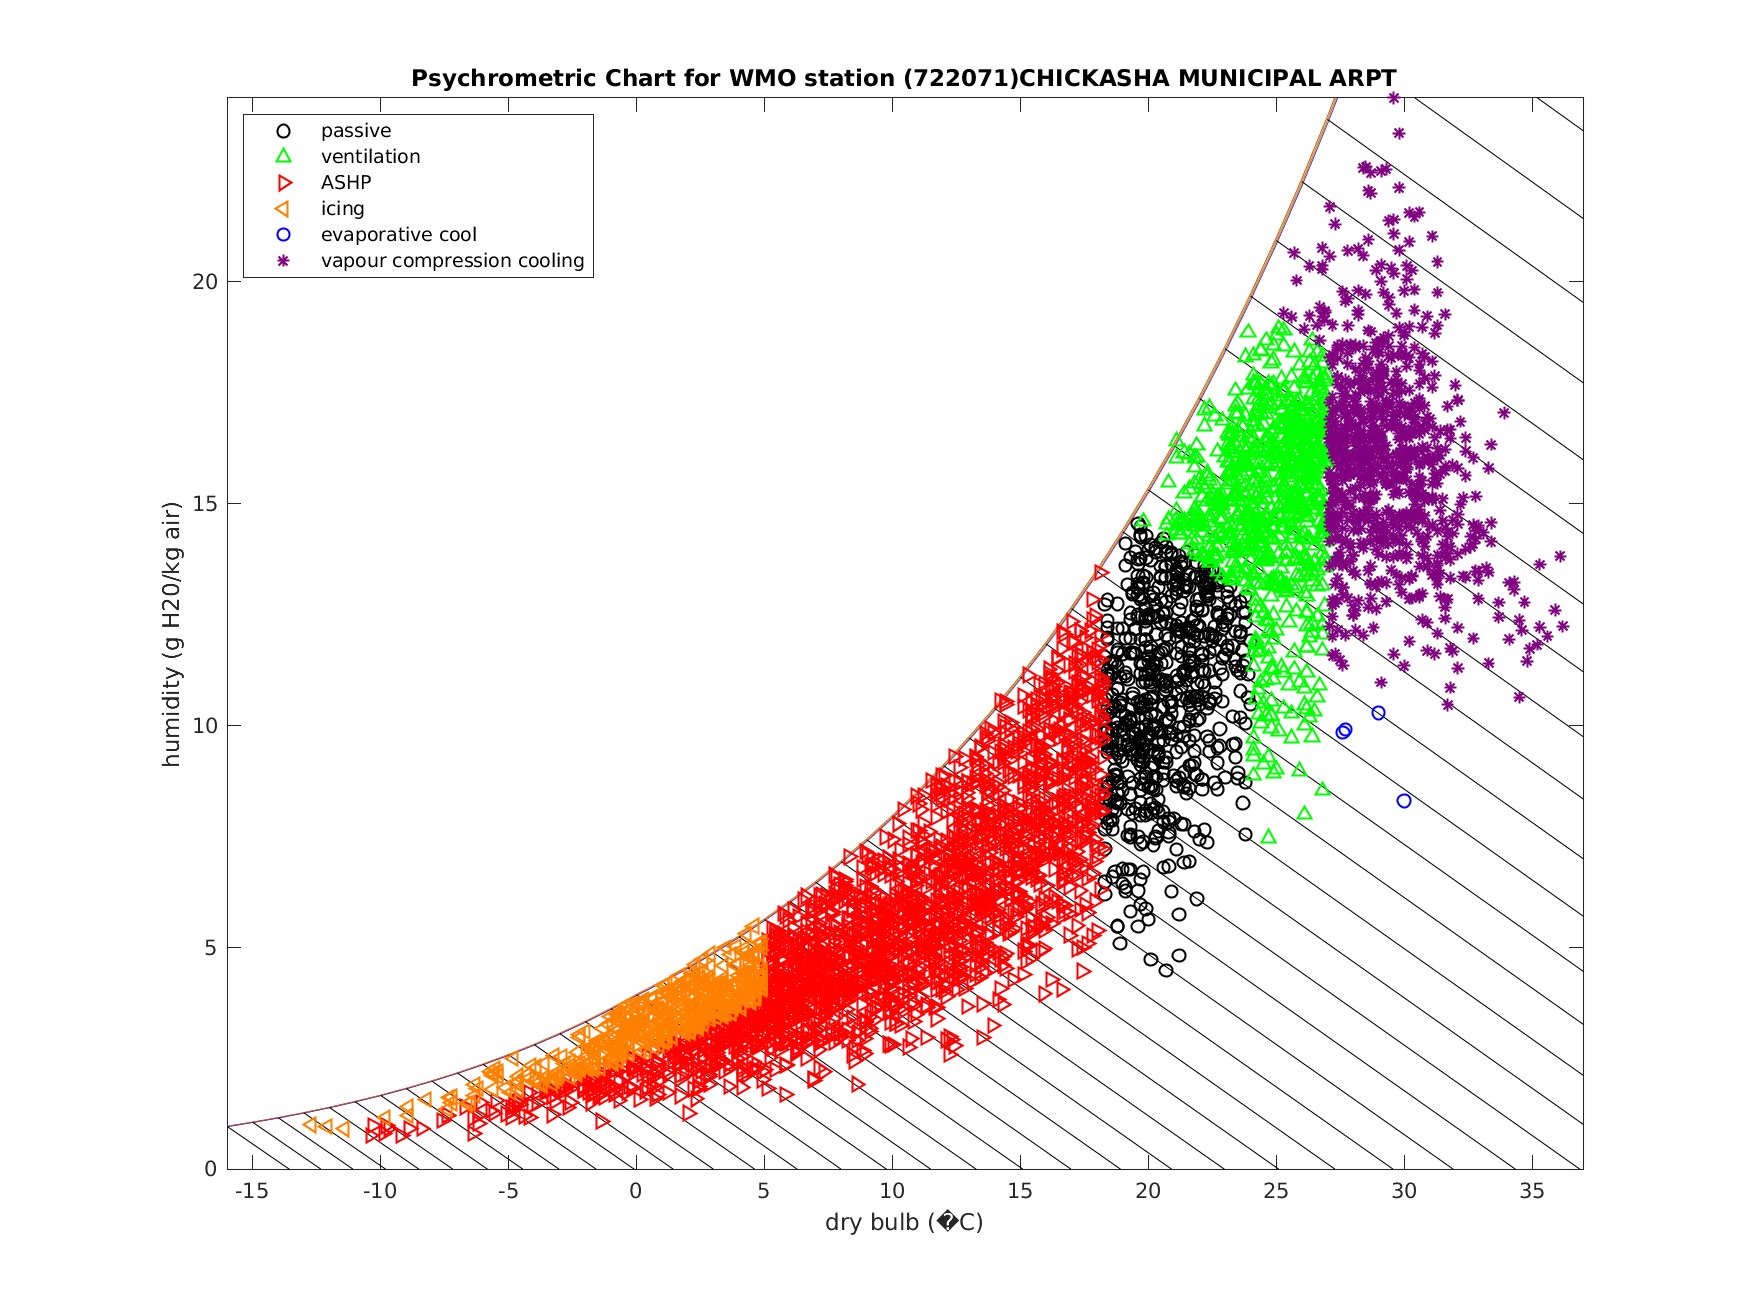 Psychrometric Chart for WMO station (722071)CHICKASHA MUNICIPAL ARPT
passive
ventilation
ASHP
icing
evaporative cool
vapour compression cooling
humidity (g H20/kg air)
20
15
10
5
0
-15 -10 -5 0 5 10 15 20 25 30 35
dry bulb (�C)